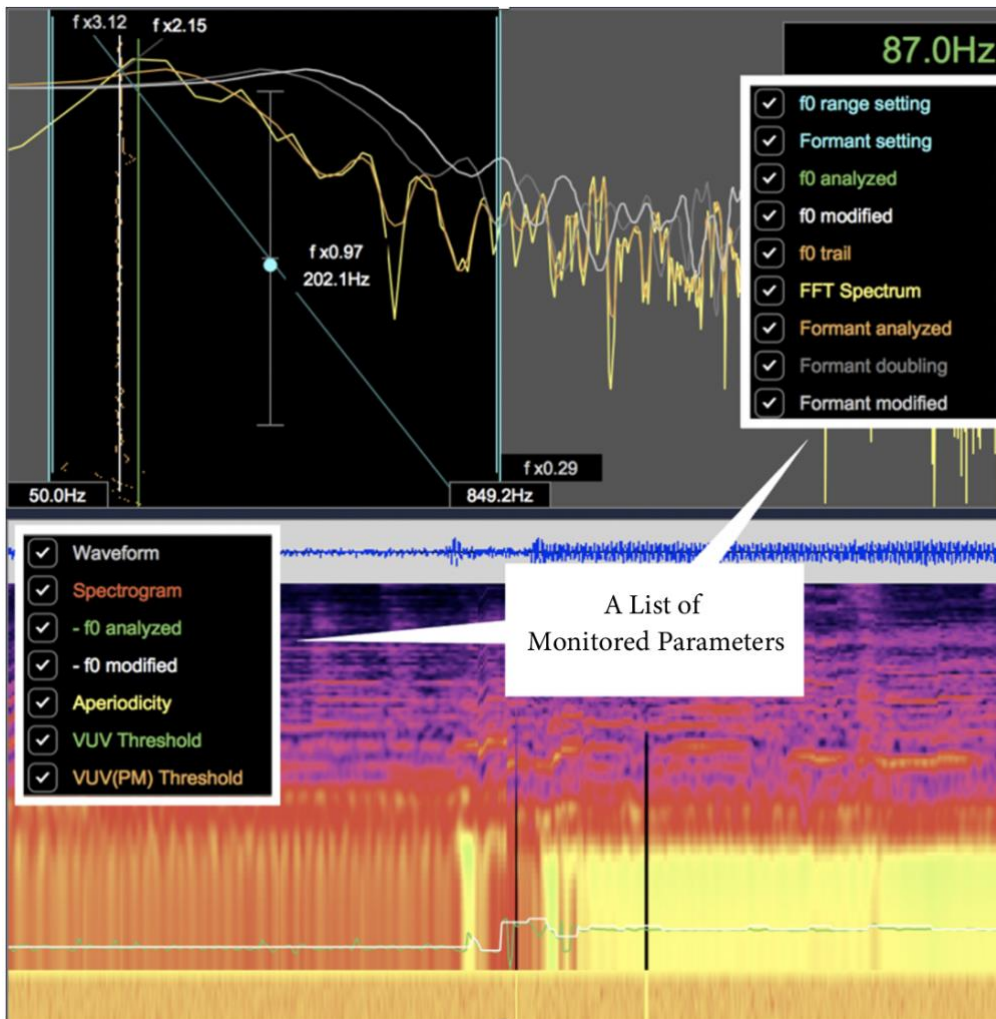 f x3.12
f x2.15
87.0Hz
f0 range setting
Formant setting
f0 analyzed
f0 modified
f0 trail
FFT Spectrum
Formant analyzed
Formant doubling
Formant modified
f x0.97
202.1Hz
f x0.29
50.0Hz
849.2Hz
Waveform
Spectrogram
- f0 analyzed
- f0 modified
Aperiodicity
VUV Threshold
VUV(PM) Threshold
A List of
Monitored Parameters